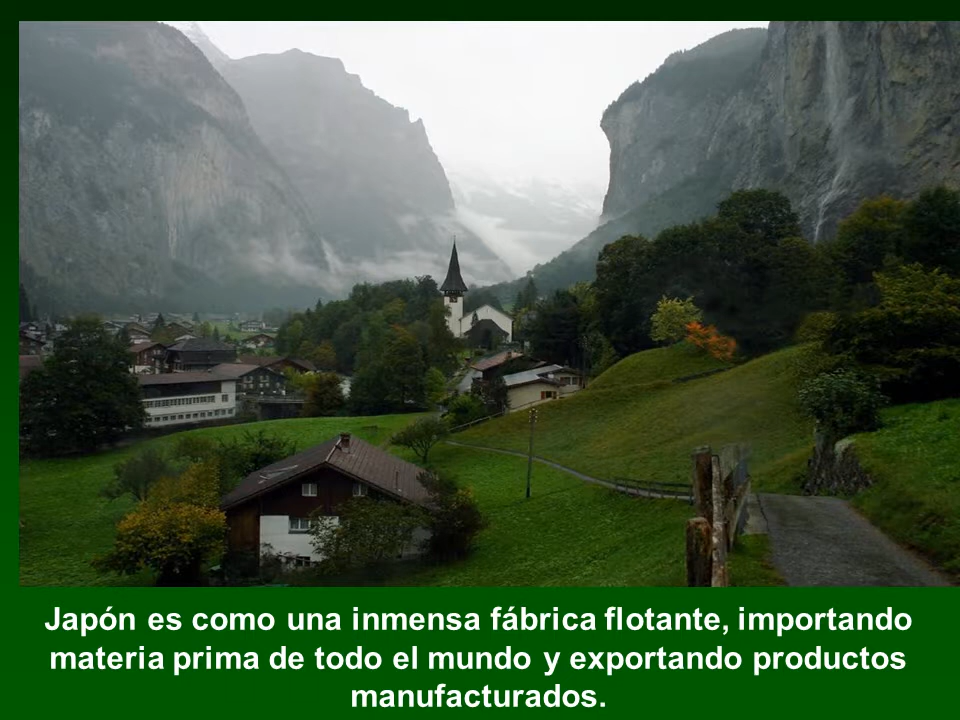 Japón es como una inmensa fábrica flotante, importando
materia prima de todo el mundo y exportando productos
manufacturados.